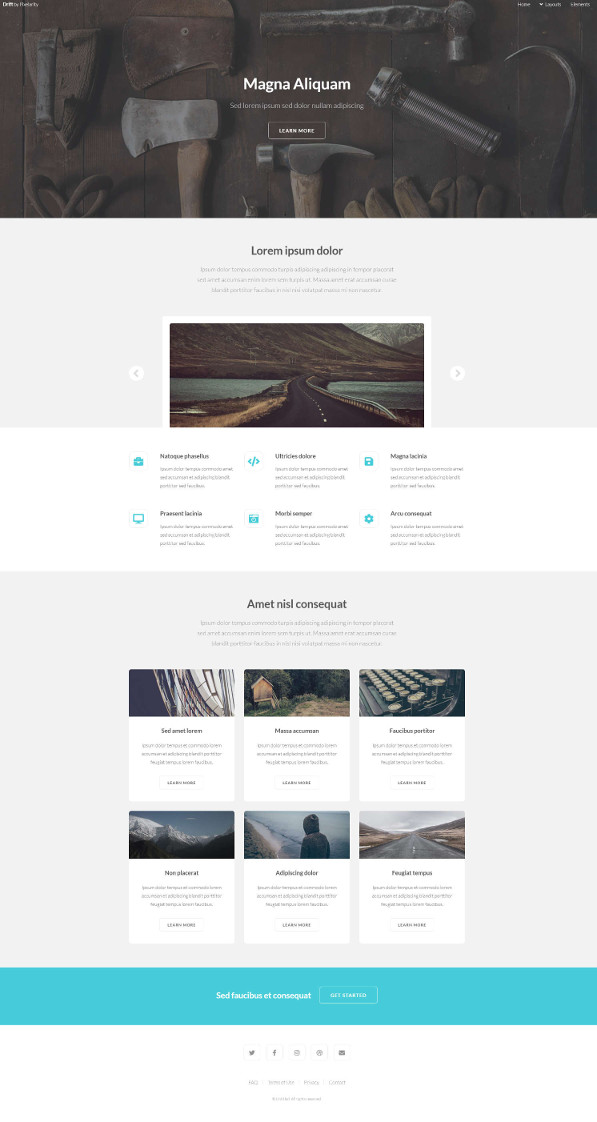 Drift by Pixelarity
Home
Layouts
Elements
Magna Aliquam
Sed lorem ipsum sed dolor nullam adipiscing
LEARN MORE
Lorem ipsum dolor
Ipsum dolor tempus commodo turpis adipiscing adipiscing in tempor placerat
sed amet accumsan enim lorem sem turpis ut. Massa amet erat accumsan curae
blandit porttitor faucibus in nisi nisi volutpat massa mi non nascetur.
Natoque phasellus
Ipsum dolor tempus commodo amet
sed accumsan et adipiscing blandit
porttitor sed faucibus.
Ultricies dolore
Ipsum dolor tempus commodo amet
sed accumsan et adipiscing blandit
porttitor sed faucibus.
Magna lacinia
Ipsum dolor tempus commodo amet
sed accumsan et adipiscing blandit
porttitor sed faucibus.
Praesent lacinia
Ipsum dolor tempus commodo amet
sed accumsan et adipiscing blandit
porttitor sed faucibus.
Morbi semper
Ipsum dolor tempus commodo amet
sed accumsan et adipiscing blandit
porttitor sed faucibus.
Arcu consequat
Ipsum dolor tempus commodo amet
sed accumsan et adipiscing blandit
porttitor sed faucibus.
Amet nisl consequat
Ipsum dolor tempus commodo turpis adipiscing adipiscing in tempor placerat
sed amet accumsan enim lorem sem turpis ut. Massa amet erat accumsan curae
blandit porttitor faucibus in nisi nisi volutpat massa mi non nascetur.
Sed amet lorem
Ipsum dolor tempus et commodo lorem
accumsan et adipiscing blandit porttitor
feugiat tempus lorem faucibus.
LEARN MORE
Massa accumsan
Ipsum dolor tempus et commodo lorem
accumsan et adipiscing blandit porttitor
feugiat tempus lorem faucibus.
LEARN MORE
Faucibus portitor
Ipsum dolor tempus et commodo lorem
accumsan et adipiscing blandit porttitor
feugiat tempus lorem faucibus.
LEARN MORE
Non placerat
Ipsum dolor tempus et commodo lorem
accumsan et adipiscing blandit porttitor
feugiat tempus lorem faucibus.
LEARN MORE
Adipiscing dolor
Ipsum dolor tempus et commodo lorem
accumsan et adipiscing blandit porttitor
feugiat tempus lorem faucibus.
LEARN MORE
Feugiat tempus
Ipsum dolor tempus et commodo lorem
accumsan et adipiscing blandit porttitor
feugiat tempus lorem faucibus.
LEARN MORE
Sed faucibus et consequat
GET STARTED
FAQ
Terms of Use
Privacy
Contact
All rights reserved.